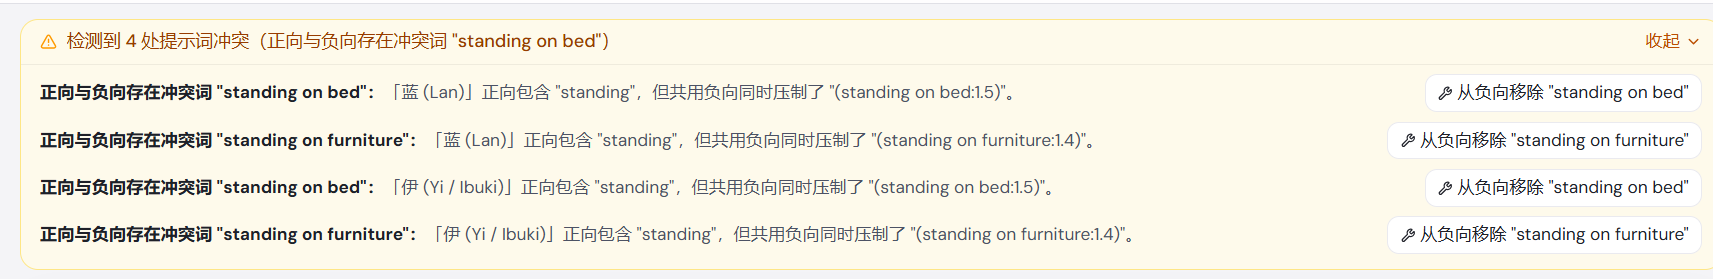 检测到 4 处提示词冲突（正向与负向存在冲突词 "standing on bed"） 收起
正向与负向存在冲突词 "standing on bed"：「蓝 (Lan)」正向包含 "standing"，但共用负向同时压制了 "(standing on bed:1.5)"。 从负向移除 "standing on bed"
正向与负向存在冲突词 "standing on furniture"：「蓝 (Lan)」正向包含 "standing"，但共用负向同时压制了 "(standing on furniture:1.4)"。 从负向移除 "standing on furniture"
正向与负向存在冲突词 "standing on bed"：「伊 (Yi / Ibuki)」正向包含 "standing"，但共用负向同时压制了 "(standing on bed:1.5)"。 从负向移除 "standing on bed"
正向与负向存在冲突词 "standing on furniture"：「伊 (Yi / Ibuki)」正向包含 "standing"，但共用负向同时压制了 "(standing on furniture:1.4)"。 从负向移除 "standing on furniture"